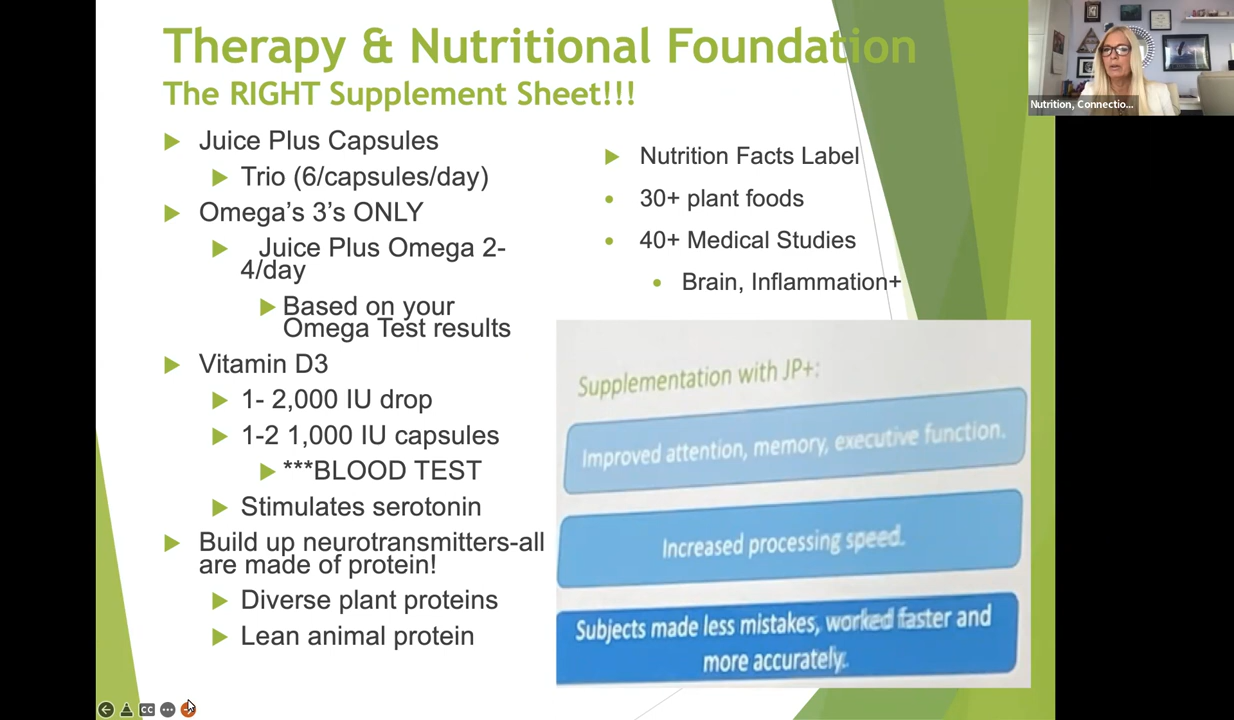 Therapy & Nutritional Foundation
The RIGHT Supplement Sheet!!!
Juice Plus Capsules
Trio (6/capsules/day)
Omega's 3's ONLY
Juice Plus Omega 2-
4/day
Based on your
Omega Test results
Vitamin D3
1- 2,000 IU drop
1-2 1,000 IU capsules
***BLOOD TEST
Stimulates serotonin
Build up neurotransmitters-all
are made of protein!
Diverse plant proteins
Lean animal protein
Nutrition Facts Label
30+ plant foods
40+ Medical Studies
Brain, Inflammation+
Supplementation with JP+:
Improved attention, memory, executive function.
Increased processing speed.
Subjects made less mistakes, worked faster and
more accurately.
Nutrition, Connectio...
CC